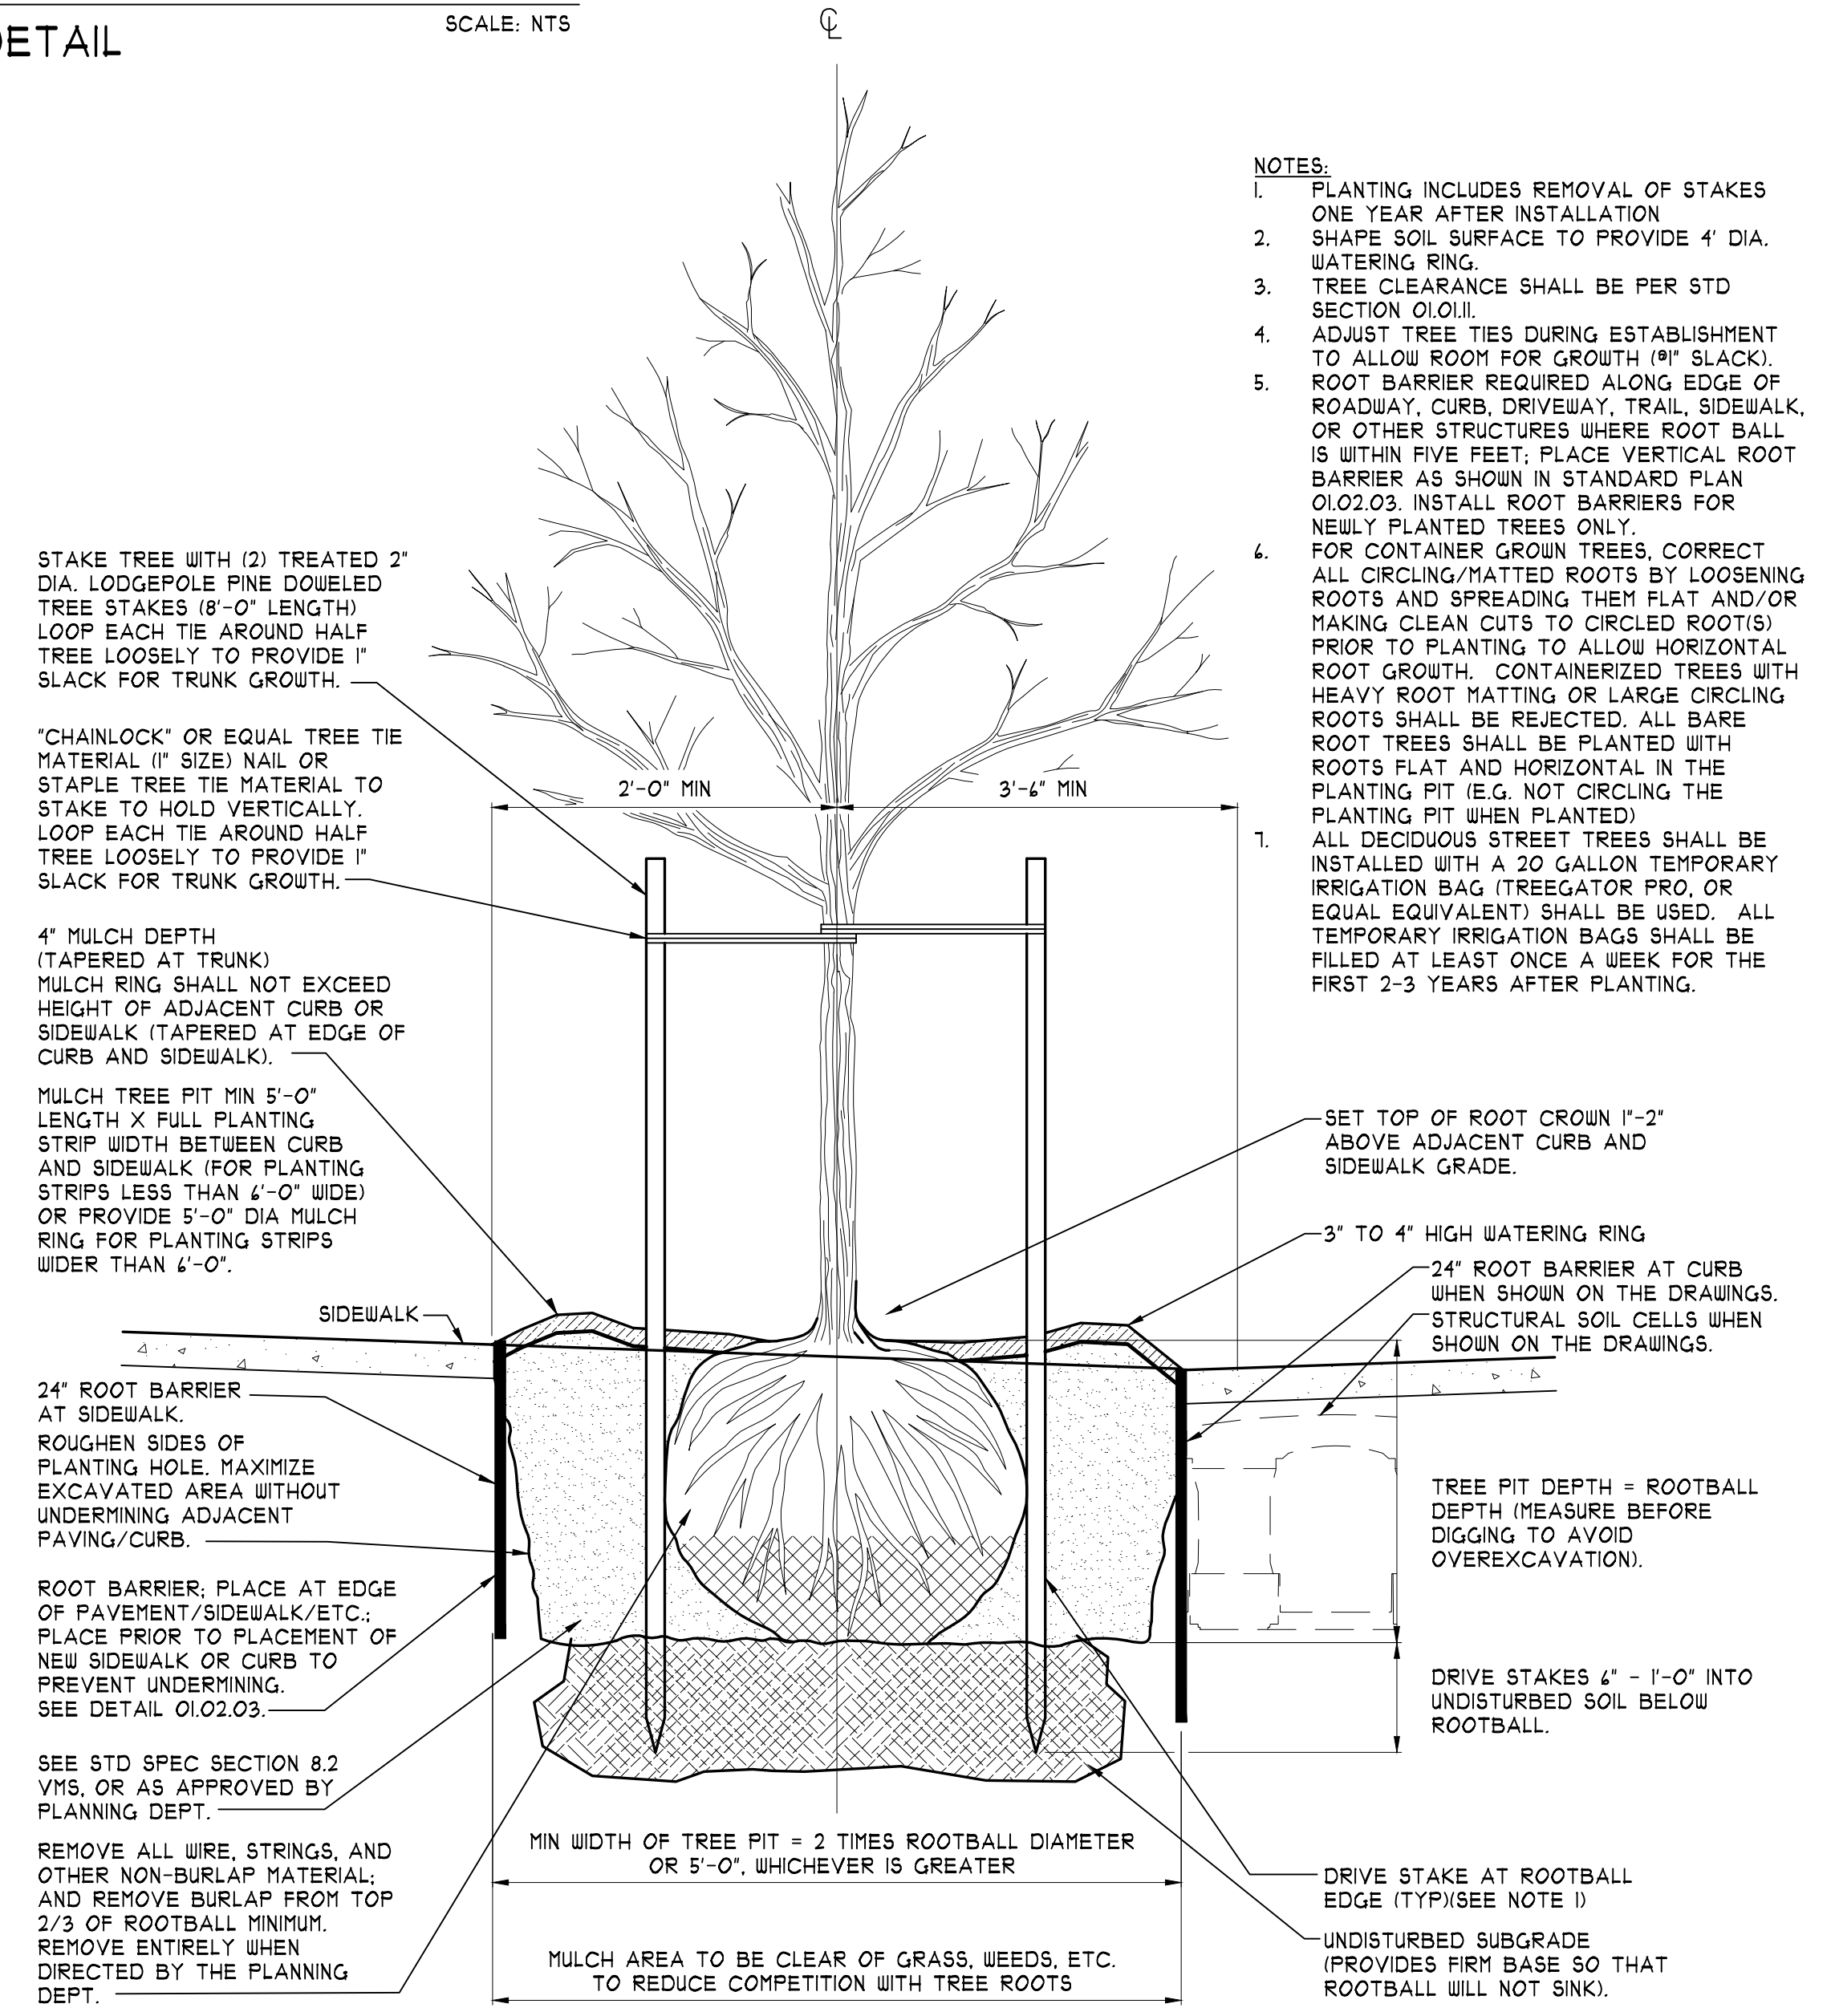 SCALE: NTS
DETAIL
CL
NOTES:
1. PLANTING INCLUDES REMOVAL OF STAKES
ONE YEAR AFTER INSTALLATION
2. SHAPE SOIL SURFACE TO PROVIDE 4' DIA.
WATERING RING.
3. TREE CLEARANCE SHALL BE PER STD
SECTION 01.01.11.
4. ADJUST TREE TIES DURING ESTABLISHMENT
TO ALLOW ROOM FOR GROWTH (@1" SLACK).
5. ROOT BARRIER REQUIRED ALONG EDGE OF
ROADWAY, CURB, DRIVEWAY, TRAIL, SIDEWALK,
OR OTHER STRUCTURES WHERE ROOT BALL
IS WITHIN FIVE FEET; PLACE VERTICAL ROOT
BARRIER AS SHOWN IN STANDARD PLAN
01.02.03. INSTALL ROOT BARRIERS FOR
NEWLY PLANTED TREES ONLY.
6. FOR CONTAINER GROWN TREES, CORRECT
ALL CIRCLING/MATTED ROOTS BY LOOSENING
ROOTS AND SPREADING THEM FLAT AND/OR
MAKING CLEAN CUTS TO CIRCLED ROOT(S)
PRIOR TO PLANTING TO ALLOW HORIZONTAL
ROOT GROWTH. CONTAINERIZED TREES WITH
HEAVY ROOT MATTING OR LARGE CIRCLING
ROOTS SHALL BE REJECTED. ALL BARE
ROOT TREES SHALL BE PLANTED WITH
ROOTS FLAT AND HORIZONTAL IN THE
PLANTING PIT (E.G. NOT CIRCLING THE
PLANTING PIT WHEN PLANTED)
7. ALL DECIDUOUS STREET TREES SHALL BE
INSTALLED WITH A 20 GALLON TEMPORARY
IRRIGATION BAG (TREEGATOR PRO, OR
EQUAL EQUIVALENT) SHALL BE USED. ALL
TEMPORARY IRRIGATION BAGS SHALL BE
FILLED AT LEAST ONCE A WEEK FOR THE
FIRST 2-3 YEARS AFTER PLANTING.
STAKE TREE WITH (2) TREATED 2"
DIA. LODGEPOLE PINE DOWELED
TREE STAKES (8'-0" LENGTH)
LOOP EACH TIE AROUND HALF
TREE LOOSELY TO PROVIDE 1"
SLACK FOR TRUNK GROWTH.
"CHAINLOCK" OR EQUAL TREE TIE
MATERIAL (1" SIZE) NAIL OR
STAPLE TREE TIE MATERIAL TO
STAKE TO HOLD VERTICALLY.
LOOP EACH TIE AROUND HALF
TREE LOOSELY TO PROVIDE 1"
SLACK FOR TRUNK GROWTH.
2'-0" MIN
3'-6" MIN
4" MULCH DEPTH
(TAPERED AT TRUNK)
MULCH RING SHALL NOT EXCEED
HEIGHT OF ADJACENT CURB OR
SIDEWALK (TAPERED AT EDGE OF
CURB AND SIDEWALK).
MULCH TREE PIT MIN 5'-0"
LENGTH X FULL PLANTING
STRIP WIDTH BETWEEN CURB
AND SIDEWALK (FOR PLANTING
STRIPS LESS THAN 6'-0" WIDE)
OR PROVIDE 5'-0" DIA MULCH
RING FOR PLANTING STRIPS
WIDER THAN 6'-0".
SIDEWALK
24" ROOT BARRIER
AT SIDEWALK.
ROUGHEN SIDES OF
PLANTING HOLE. MAXIMIZE
EXCAVATED AREA WITHOUT
UNDERMINING ADJACENT
PAVING/CURB.
ROOT BARRIER; PLACE AT EDGE
OF PAVEMENT/SIDEWALK/ETC.;
PLACE PRIOR TO PLACEMENT OF
NEW SIDEWALK OR CURB TO
PREVENT UNDERMINING.
SEE DETAIL 01.02.03.
SEE STD SPEC SECTION 8.2
VMS, OR AS APPROVED BY
PLANNING DEPT.
REMOVE ALL WIRE, STRINGS, AND
OTHER NON-BURLAP MATERIAL;
AND REMOVE BURLAP FROM TOP
2/3 OF ROOTBALL MINIMUM.
REMOVE ENTIRELY WHEN
DIRECTED BY THE PLANNING
DEPT.
SET TOP OF ROOT CROWN 1"-2"
ABOVE ADJACENT CURB AND
SIDEWALK GRADE.
3" TO 4" HIGH WATERING RING
24" ROOT BARRIER AT CURB
WHEN SHOWN ON THE DRAWINGS.
STRUCTURAL SOIL CELLS WHEN
SHOWN ON THE DRAWINGS.
TREE PIT DEPTH = ROOTBALL
DEPTH (MEASURE BEFORE
DIGGING TO AVOID
OVEREXCAVATION).
DRIVE STAKES 6" - 1'-0" INTO
UNDISTURBED SOIL BELOW
ROOTBALL.
MIN WIDTH OF TREE PIT = 2 TIMES ROOTBALL DIAMETER
OR 5'-0", WHICHEVER IS GREATER
MULCH AREA TO BE CLEAR OF GRASS, WEEDS, ETC.
TO REDUCE COMPETITION WITH TREE ROOTS
DRIVE STAKE AT ROOTBALL
EDGE (TYP)(SEE NOTE 1)
UNDISTURBED SUBGRADE
(PROVIDES FIRM BASE SO THAT
ROOTBALL WILL NOT SINK).